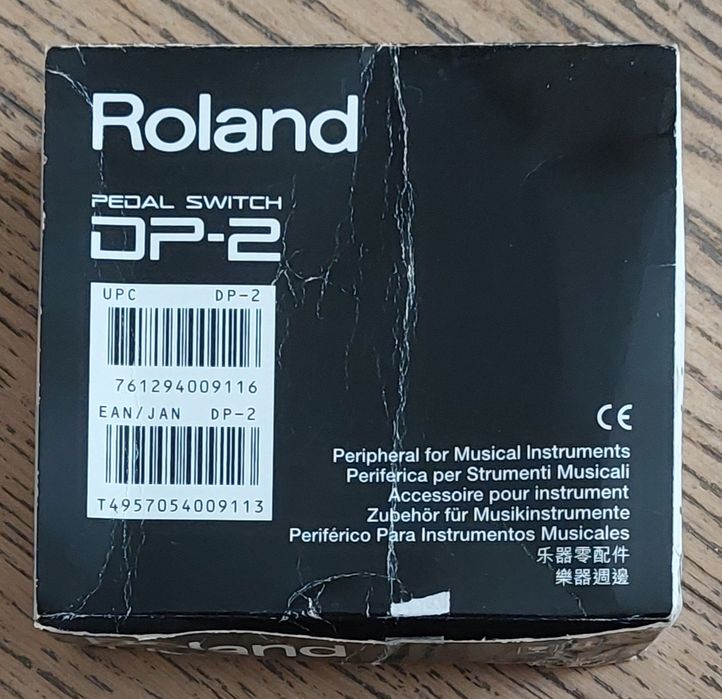 Roland
PEDAL SWITCH
DP-2
UPC DP-2
761294009116
EAN/JAN DP-2
T4957054009113
CE
Peripheral for Musical Instruments
Periferica per Strumenti Musicali
Accessoire pour instrument
Zubehör für Musikinstrumente
Periférico Para Instrumentos Musicales
乐器零配件
樂器週邊
Roland